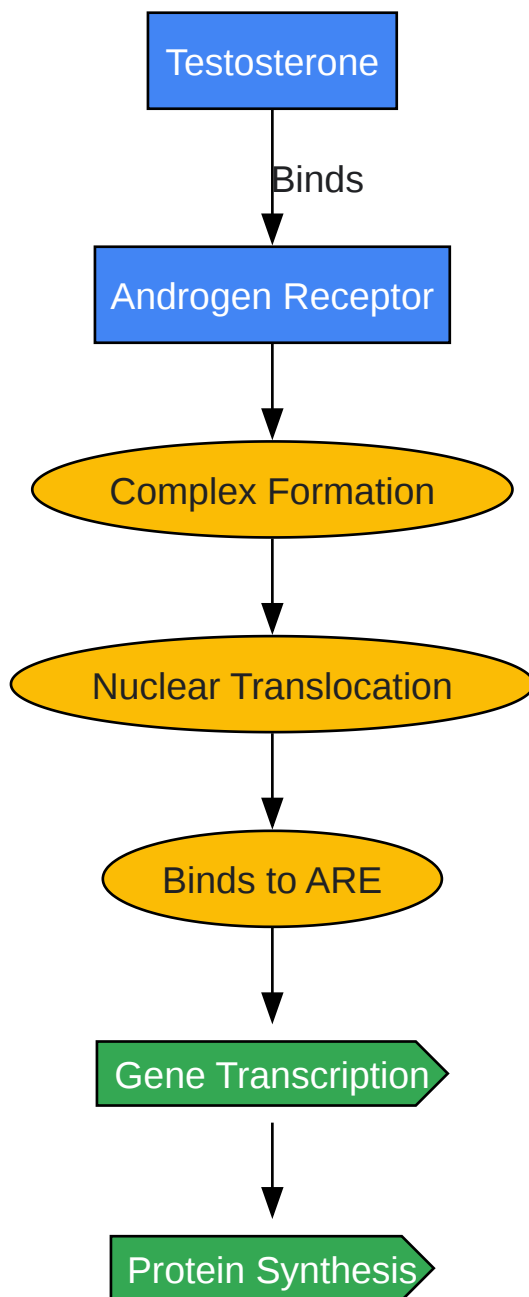 Testosterone
Binds
Androgen Receptor
Complex Formation
Nuclear Translocation
Binds to ARE
Gene Transcription
Protein Synthesis